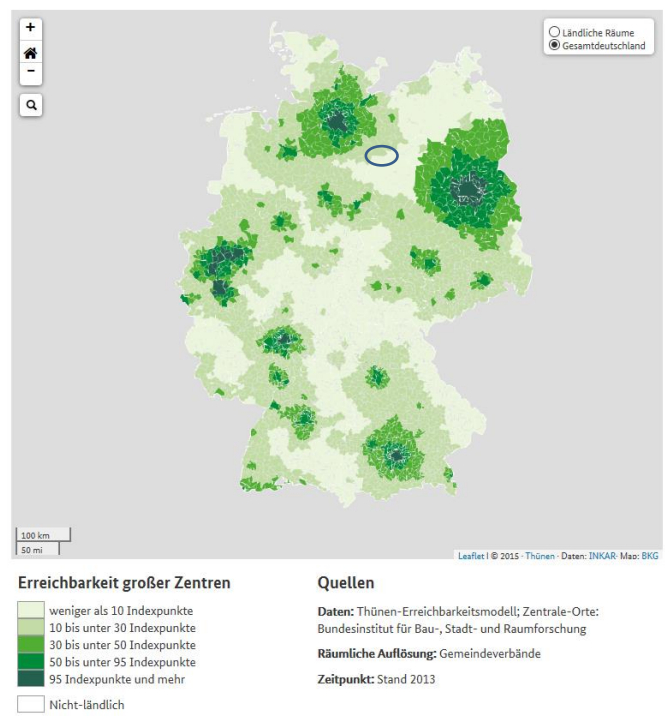 +
−
Ländliche Räume
Gesamtdeutschland
100 km
50 mi
Leaflet | © 2015 · Thünen · Daten: INKAR· Map: BKG
Erreichbarkeit großer Zentren
weniger als 10 Indexpunkte
10 bis unter 30 Indexpunkte
30 bis unter 50 Indexpunkte
50 bis unter 95 Indexpunkte
95 Indexpunkte und mehr
Nicht-ländlich
Quellen
Daten: Thünen-Erreichbarkeitsmodell; Zentrale-Orte:
Bundesinstitut für Bau-, Stadt- und Raumforschung
Räumliche Auflösung: Gemeindeverbände
Zeitpunkt: Stand 2013